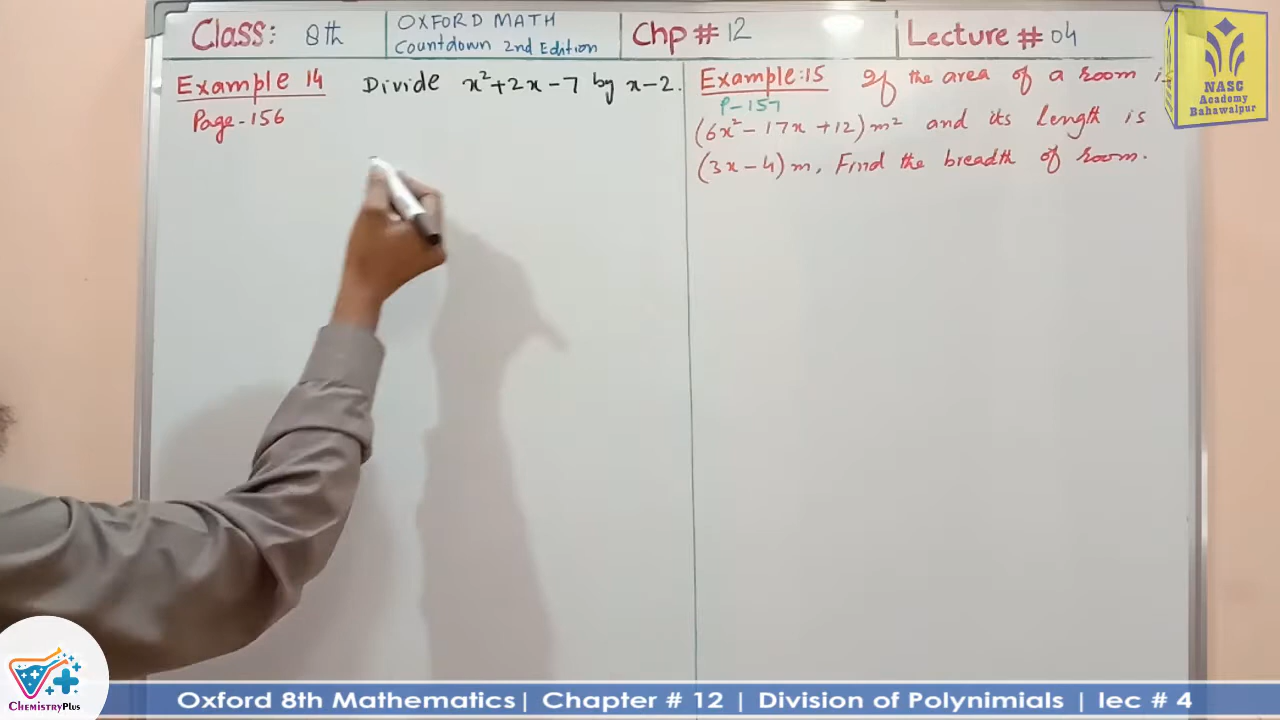 Class: 8th
OXFORD MATH
Countdown 2nd Edition
Chp # 12
Lecture # 04
Example 14 Divide x²+2x-7 by x-2.
Page-156
Example:15 If the area of a room i
P-157
(6x²-17x+12)m² and its length is
(3x-4)m, Find the breadth of room.
NASC
Academy
Bahawalpur
ChemistryPlus
Oxford 8th Mathematics| Chapter # 12 | Division of Polynimials | lec # 4